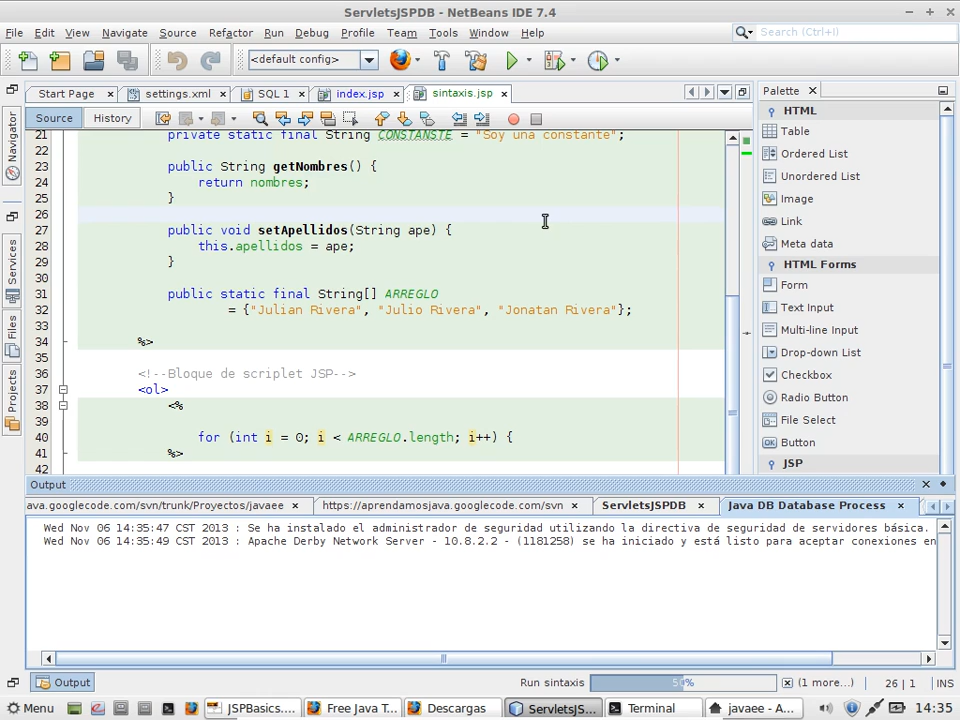 ServletsJSPDB - NetBeans IDE 7.4
File Edit View Navigate Source Refactor Run Debug Profile Team Tools Window Help
Search (Ctrl+I)
<default config>
Start Page settings.xml SQL 1 index.jsp sintaxis.jsp
Source History
21 private static final String CONSTANSTE = "Soy una constante";
22
23 public String getNombres() {
24 return nombres;
25 }
26
27 public void setApellidos(String ape) {
28 this.apellidos = ape;
29 }
30
31 public static final String[] ARREGLO
32 = {"Julian Rivera", "Julio Rivera", "Jonatan Rivera"};
33
34 %>
35
36 <!--Bloque de scriplet JSP-->
37 <ol>
38 <%
39
40 for (int i = 0; i < ARREGLO.length; i++) {
41 %>
42
Navigator
Services
Files
Projects
Palette
HTML
Table
Ordered List
Unordered List
Image
Link
Meta data
HTML Forms
Form
Text Input
Multi-line Input
Drop-down List
Checkbox
Radio Button
File Select
Button
JSP
Output
ava.googlecode.com/svn/trunk/Proyectos/javaee https://aprendamosjava.googlecode.com/svn ServletsJSPDB Java DB Database Process
Wed Nov 06 14:35:47 CST 2013 : Se ha instalado el administrador de seguridad utilizando la directiva de seguridad de servidores básica.
Wed Nov 06 14:35:49 CST 2013 : Apache Derby Network Server - 10.8.2.2 - (1181258) se ha iniciado y está listo para aceptar conexiones en
Output
Run sintaxis
(1 more...)
26 | 1
INS
Menu JSPBasics.... Free Java T... Descargas ServletsJS... Terminal javaee - A... 14:35